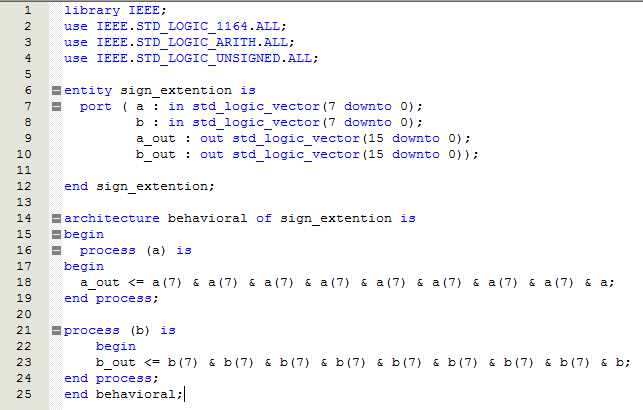 1 library IEEE;
2 use IEEE.STD_LOGIC_1164.ALL;
3 use IEEE.STD_LOGIC_ARITH.ALL;
4 use IEEE.STD_LOGIC_UNSIGNED.ALL;
5
6 entity sign_extention is
7 port ( a : in std_logic_vector(7 downto 0);
8 b : in std_logic_vector(7 downto 0);
9 a_out : out std_logic_vector(15 downto 0);
10 b_out : out std_logic_vector(15 downto 0));
11
12 end sign_extention;
13
14 architecture behavioral of sign_extention is
15 begin
16 process (a) is
17 begin
18 a_out <= a(7) & a(7) & a(7) & a(7) & a(7) & a(7) & a(7) & a(7) & a;
19 end process;
20
21 process (b) is
22 begin
23 b_out <= b(7) & b(7) & b(7) & b(7) & b(7) & b(7) & b(7) & b(7) & b;
24 end process;
25 end behavioral;